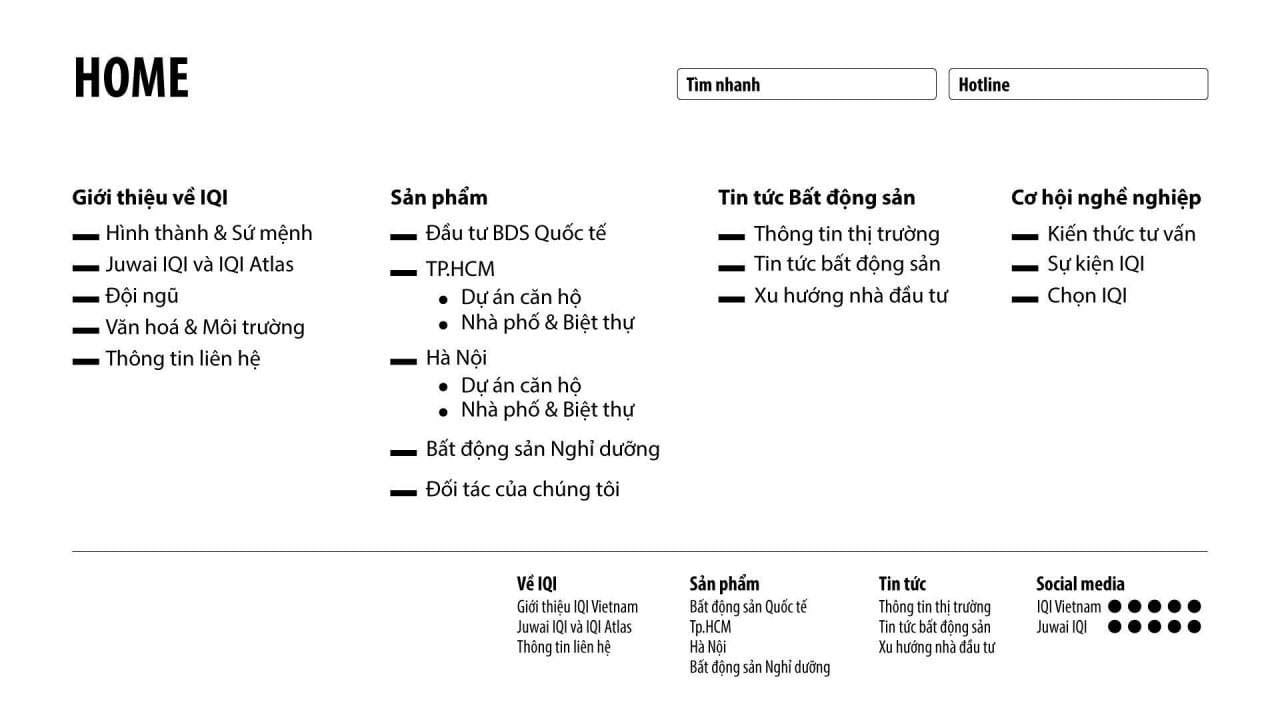 HOME
Tìm nhanh
Hotline
Giới thiệu về IQI
Hình thành & Sứ mệnh
Juwai IQI và IQI Atlas
Đội ngũ
Văn hoá & Môi trường
Thông tin liên hệ
Sản phẩm
Đầu tư BDS Quốc tế
TP.HCM
Dự án căn hộ
Nhà phố & Biệt thự
Hà Nội
Dự án căn hộ
Nhà phố & Biệt thự
Bất động sản Nghỉ dưỡng
Đối tác của chúng tôi
Tin tức Bất động sản
Thông tin thị trường
Tin tức bất động sản
Xu hướng nhà đầu tư
Cơ hội nghề nghiệp
Kiến thức tư vấn
Sự kiện IQI
Chọn IQI
Về IQI
Giới thiệu IQI Vietnam
Juwai IQI và IQI Atlas
Thông tin liên hệ
Sản phẩm
Bất động sản Quốc tế
Tp.HCM
Hà Nội
Bất động sản Nghỉ dưỡng
Tin tức
Thông tin thị trường
Tin tức bất động sản
Xu hướng nhà đầu tư
Social media
IQI Vietnam
Juwai IQI